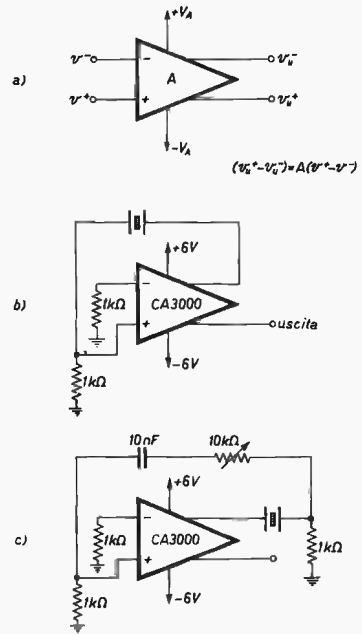 a)
+V_A
v⁻
−
A
v_u⁻
v⁺
+
v_u⁺
−V_A
(v_u⁺−v_u⁻)=A(v⁺−v⁻)
b)
+6V
1kΩ
−
CA3000
+
uscita
1kΩ
−6V
c)
10nF
10kΩ
+6V
1kΩ
−
CA3000
+
1kΩ
1kΩ
−6V